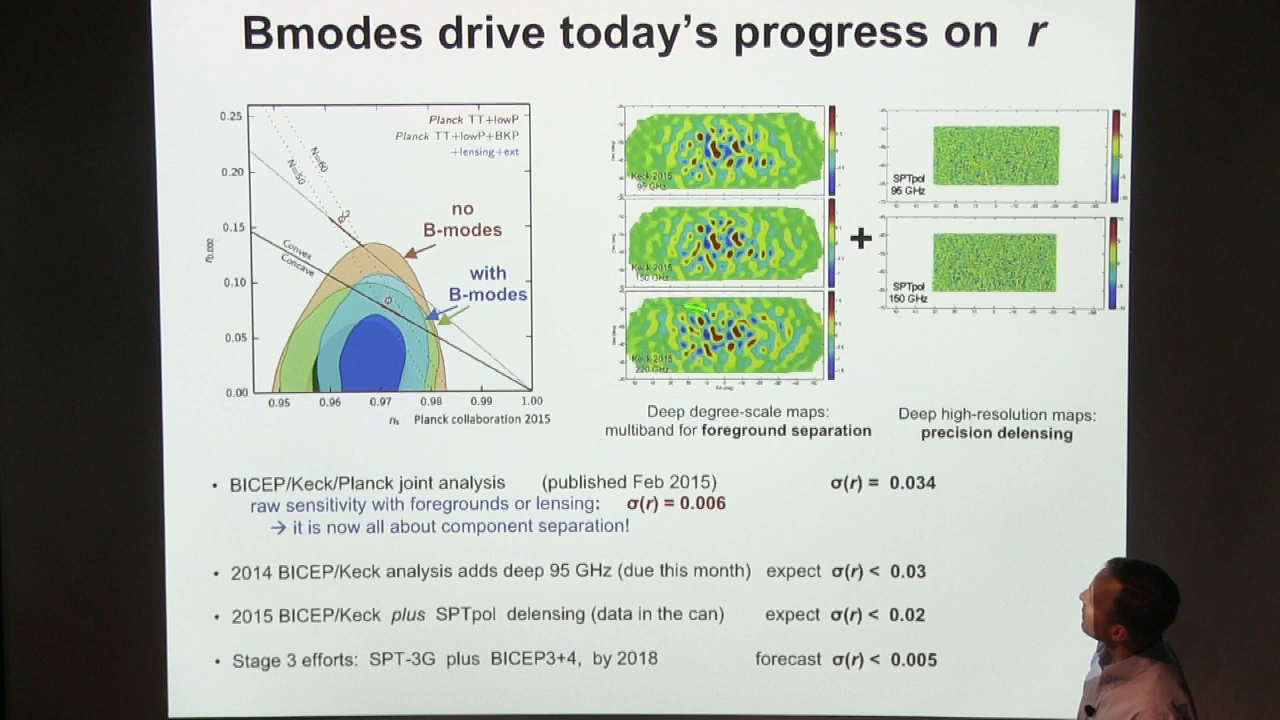 Bmodes drive today's progress on r
0.25
0.20
0.15
0.10
0.05
0.00
r0.002
Planck TT+lowP
Planck TT+lowP+BKP
+lensing+ext
N=50
N=60
ϕ2
Convex
Concave
ϕ
no
B-modes
with
B-modes
0.95 0.96 0.97 0.98 0.99 1.00
ns Planck collaboration 2015
Keck 2015
95 GHz
Keck 2015
150 GHz
Keck 2015
220 GHz
+
SPTpol
95 GHz
SPTpol
150 GHz
Deep degree-scale maps:
multiband for foreground separation
Deep high-resolution maps:
precision delensing
• BICEP/Keck/Planck joint analysis (published Feb 2015) σ(r) = 0.034
raw sensitivity with foregrounds or lensing: σ(r) = 0.006
→ it is now all about component separation!
• 2014 BICEP/Keck analysis adds deep 95 GHz (due this month) expect σ(r) < 0.03
• 2015 BICEP/Keck plus SPTpol delensing (data in the can) expect σ(r) < 0.02
• Stage 3 efforts: SPT-3G plus BICEP3+4, by 2018 forecast σ(r) < 0.005